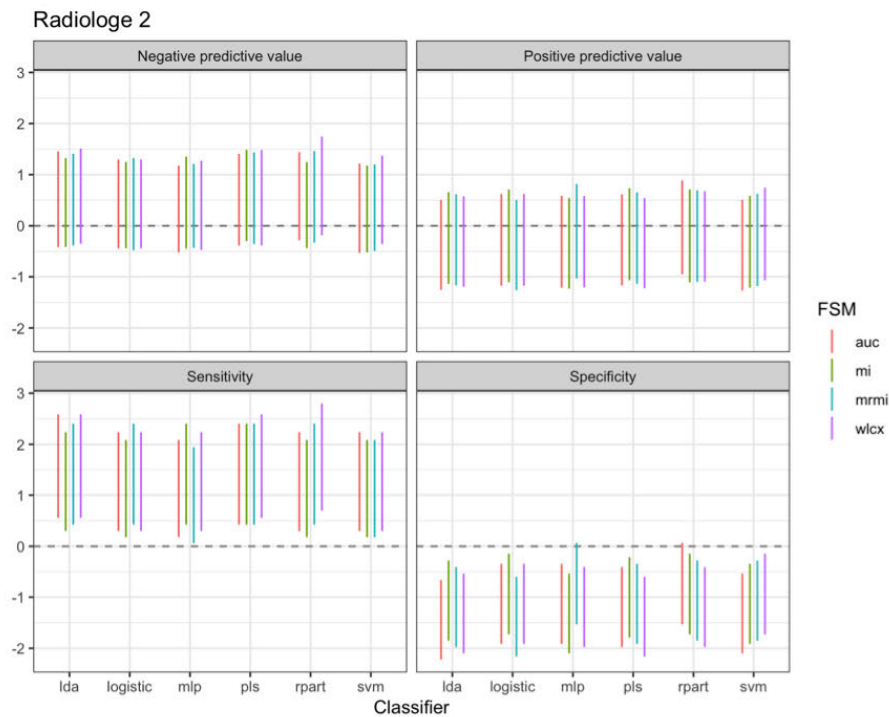 Radiologe 2
Negative predictive value
Positive predictive value
3
2
1
0
-1
-2
Sensitivity
Specificity
3
2
1
0
-1
-2
lda logistic mlp pls rpart svm
lda logistic mlp pls rpart svm
Classifier
FSM
auc
mi
mrmi
wlcx